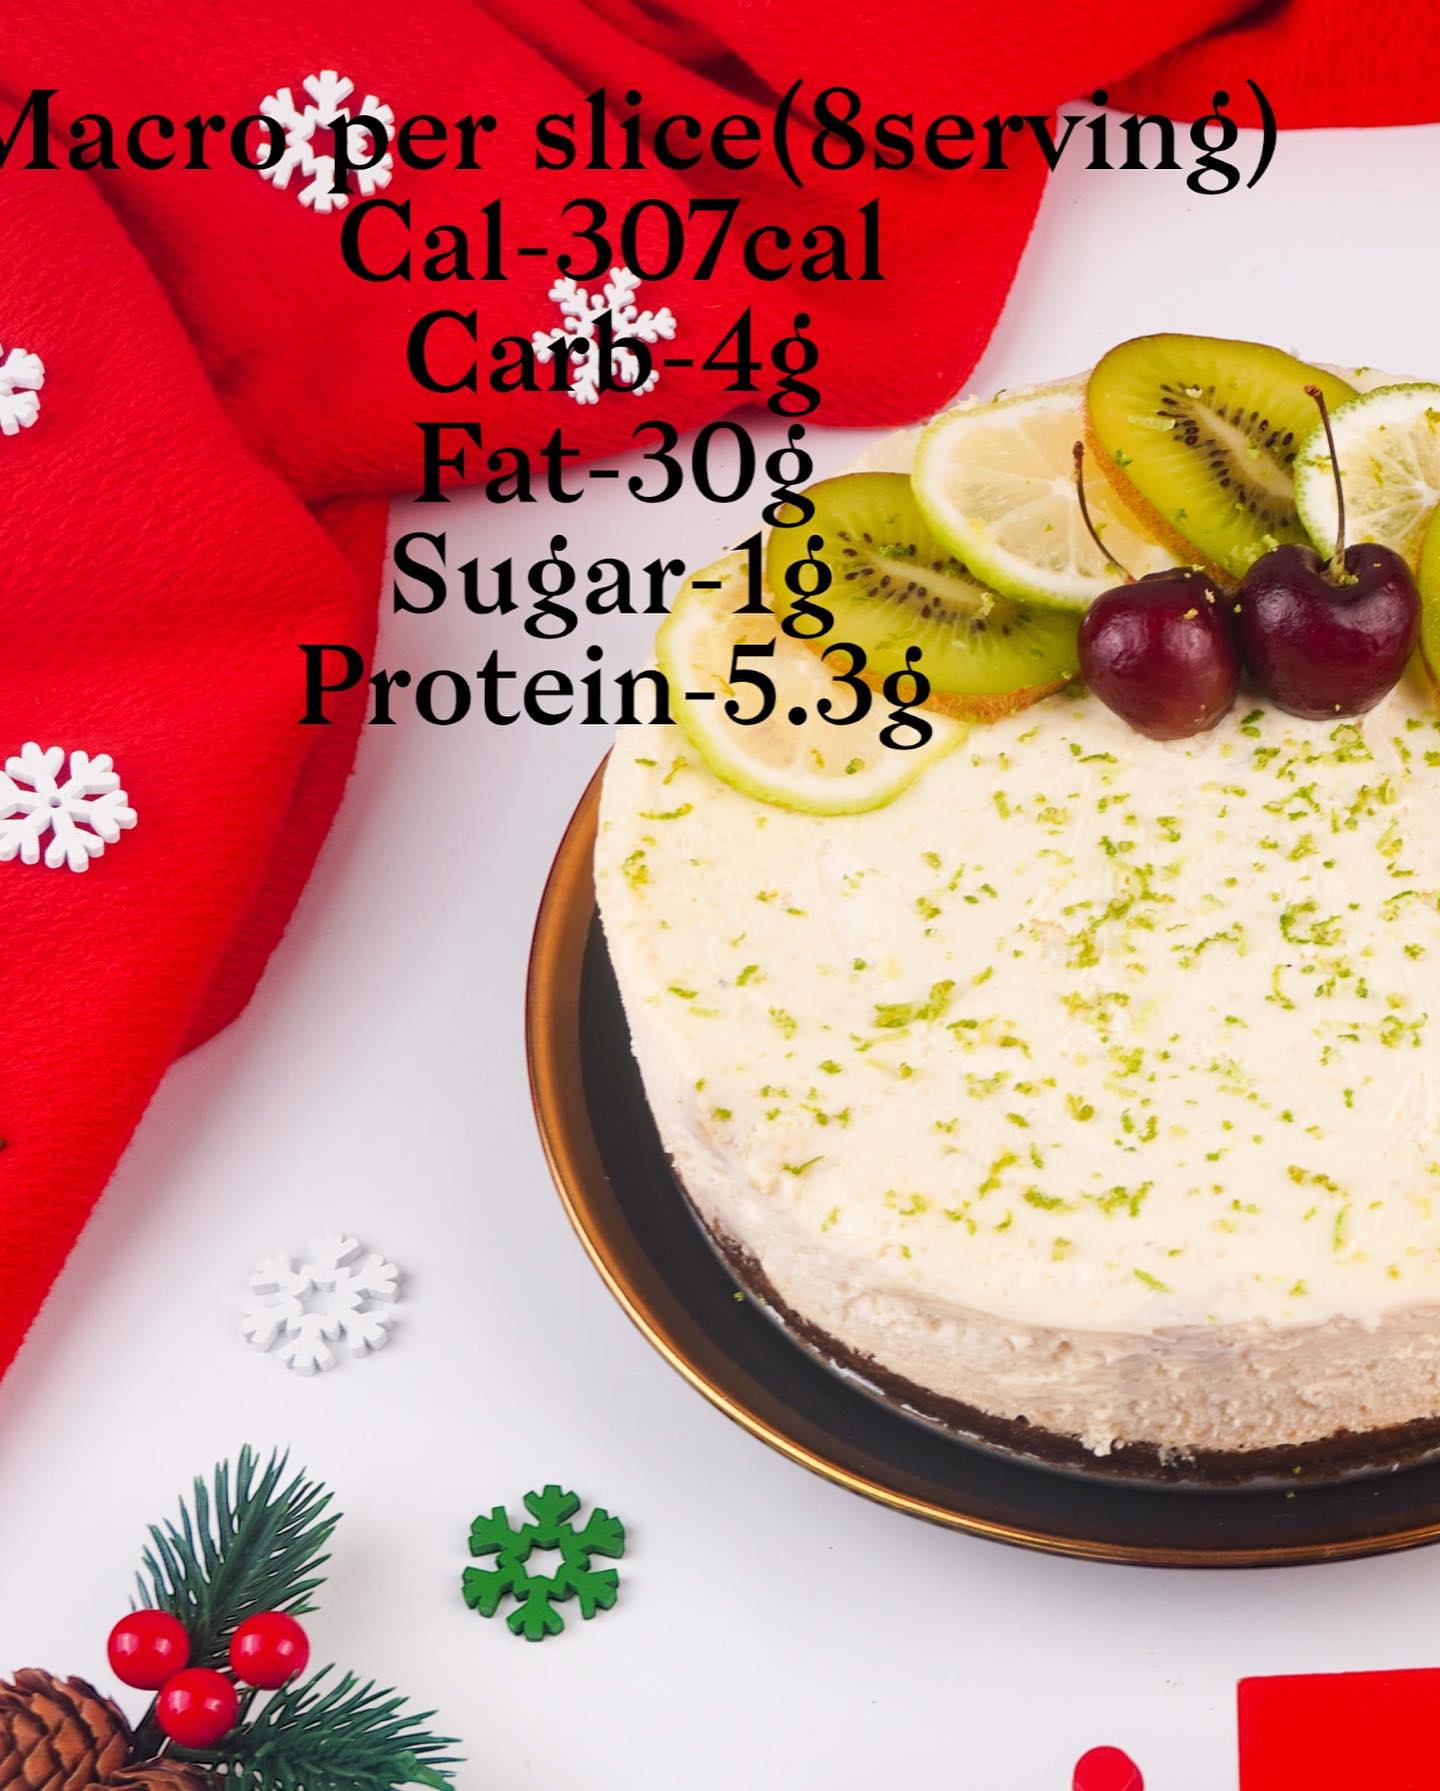 Macro per slice(8serving)
Cal-307cal
Carb-4g
Fat-30g
Sugar-1g
Protein-5.3g